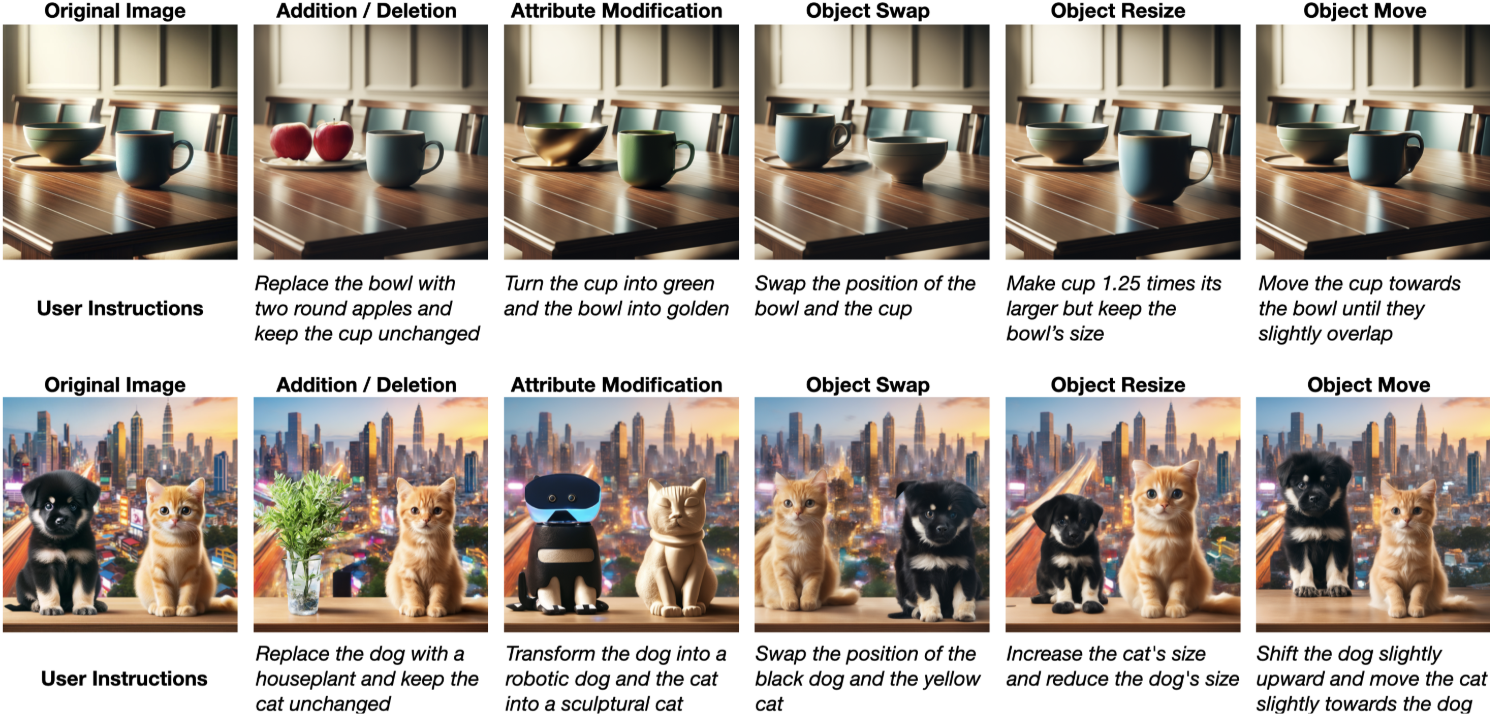 Original Image
Addition / Deletion
Attribute Modification
Object Swap
Object Resize
Object Move
User Instructions
Replace the bowl with
two round apples and
keep the cup unchanged
Turn the cup into green
and the bowl into golden
Swap the position of the
bowl and the cup
Make cup 1.25 times its
larger but keep the
bowl's size
Move the cup towards
the bowl until they
slightly overlap
Original Image
Addition / Deletion
Attribute Modification
Object Swap
Object Resize
Object Move
User Instructions
Replace the dog with a
houseplant and keep the
cat unchanged
Transform the dog into a
robotic dog and the cat
into a sculptural cat
Swap the position of the
black dog and the yellow
cat
Increase the cat's size
and reduce the dog's size
Shift the dog slightly
upward and move the cat
slightly towards the dog